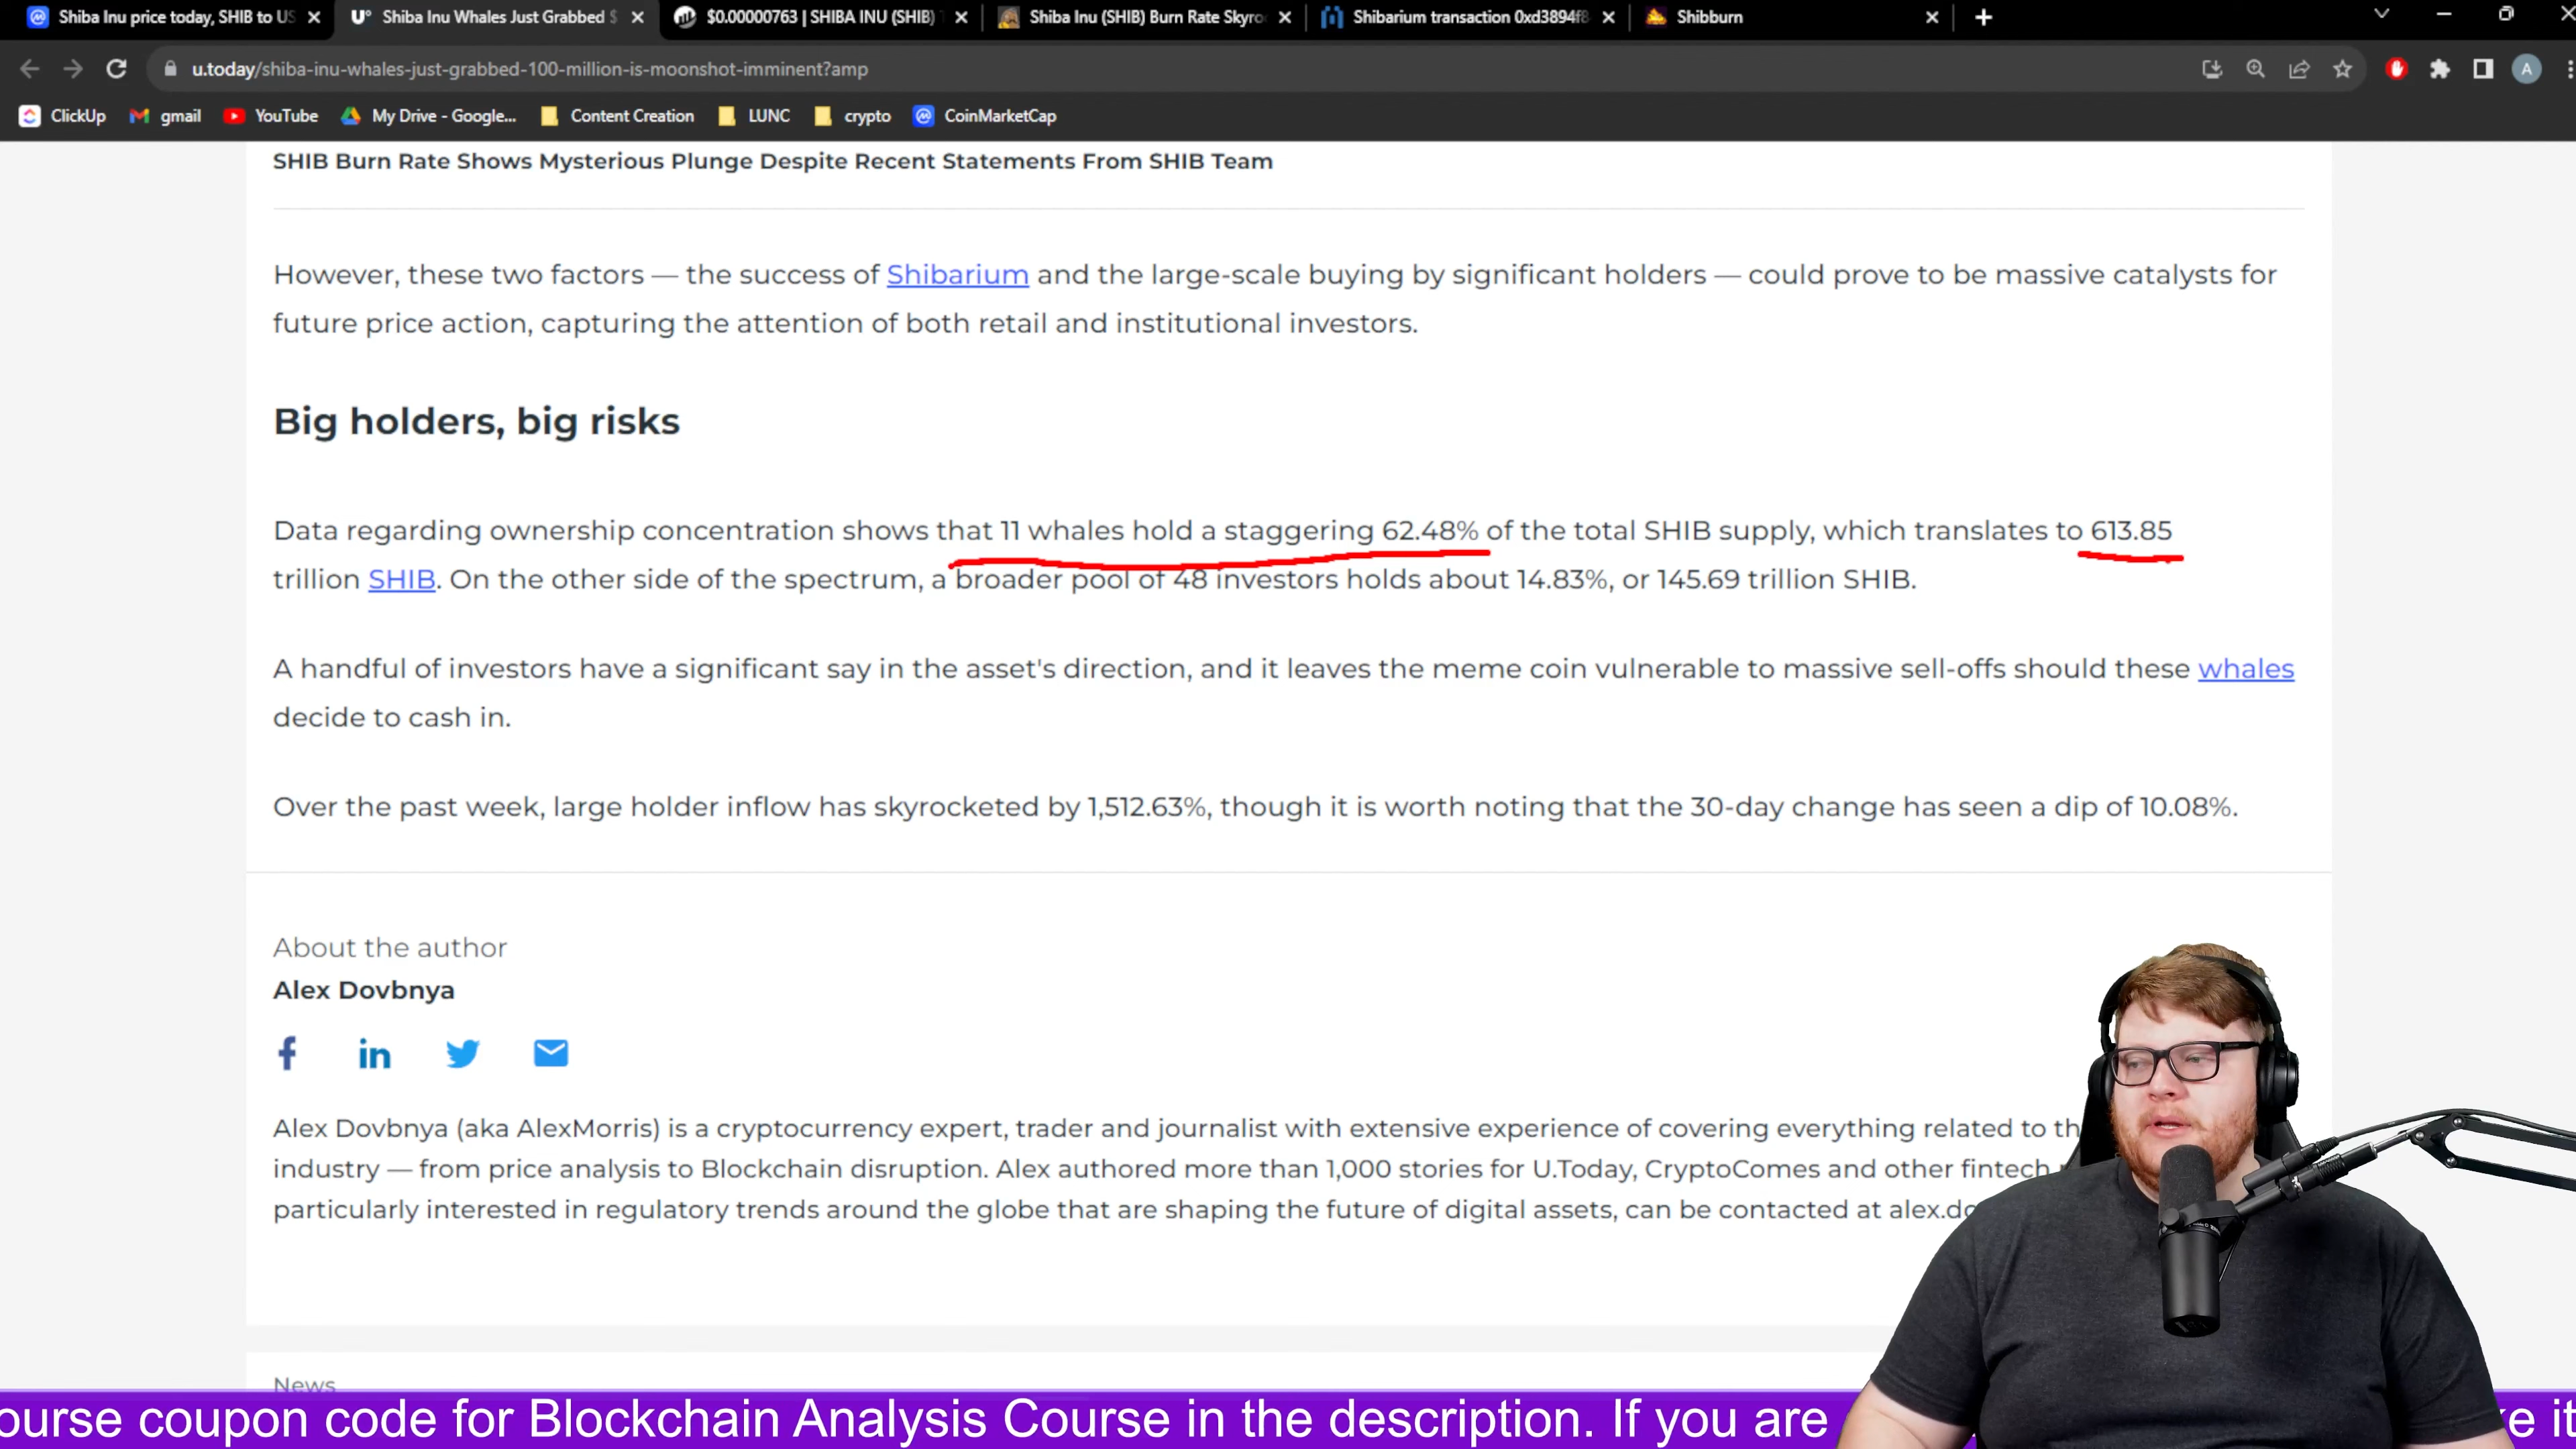 Shiba Inu price today, SHIB to US
Shiba Inu Whales Just Grabbed $
$0.00000763 | SHIBA INU (SHIB)
Shiba Inu (SHIB) Burn Rate Skyro
Shibarium transaction 0xd3894f8
Shibburn
u.today/shiba-inu-whales-just-grabbed-100-million-is-moonshot-imminent?amp
A
ClickUp
gmail
YouTube
My Drive - Google...
Content Creation
LUNC
crypto
CoinMarketCap
SHIB Burn Rate Shows Mysterious Plunge Despite Recent Statements From SHIB Team
However, these two factors — the success of Shibarium and the large-scale buying by significant holders — could prove to be massive catalysts for
future price action, capturing the attention of both retail and institutional investors.
Big holders, big risks
Data regarding ownership concentration shows that 11 whales hold a staggering 62.48% of the total SHIB supply, which translates to 613.85
trillion SHIB. On the other side of the spectrum, a broader pool of 48 investors holds about 14.83%, or 145.69 trillion SHIB.
A handful of investors have a significant say in the asset's direction, and it leaves the meme coin vulnerable to massive sell-offs should these whales
decide to cash in.
Over the past week, large holder inflow has skyrocketed by 1,512.63%, though it is worth noting that the 30-day change has seen a dip of 10.08%.
About the author
Alex Dovbnya
Alex Dovbnya (aka AlexMorris) is a cryptocurrency expert, trader and journalist with extensive experience of covering everything related to th
industry — from price analysis to Blockchain disruption. Alex authored more than 1,000 stories for U.Today, CryptoComes and other fintech
particularly interested in regulatory trends around the globe that are shaping the future of digital assets, can be contacted at alex.do
News
ourse coupon code for Blockchain Analysis Course in the description. If you are